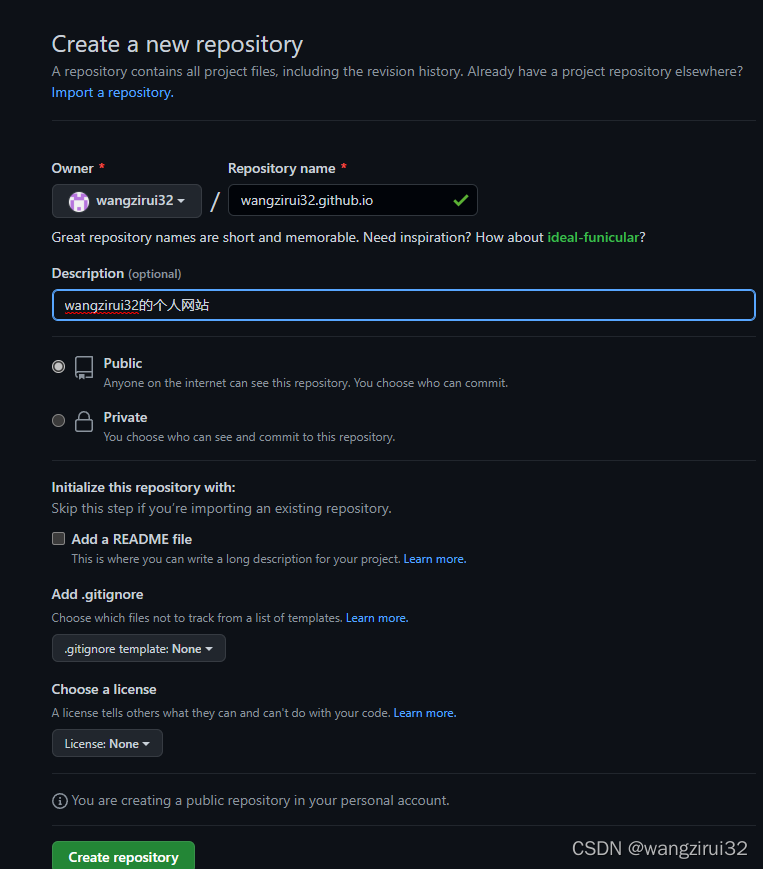 Create a new repository
A repository contains all project files, including the revision history. Already have a project repository elsewhere?
Import a repository.
Owner * Repository name *
wangzirui32 / wangzirui32.github.io
Great repository names are short and memorable. Need inspiration? How about ideal-funicular?
Description (optional)
wangzirui32的个人网站
Public
Anyone on the internet can see this repository. You choose who can commit.
Private
You choose who can see and commit to this repository.
Initialize this repository with:
Skip this step if you're importing an existing repository.
Add a README file
This is where you can write a long description for your project. Learn more.
Add .gitignore
Choose which files not to track from a list of templates. Learn more.
.gitignore template: None
Choose a license
A license tells others what they can and can't do with your code. Learn more.
License: None
You are creating a public repository in your personal account.
Create repository
CSDN @wangzirui32